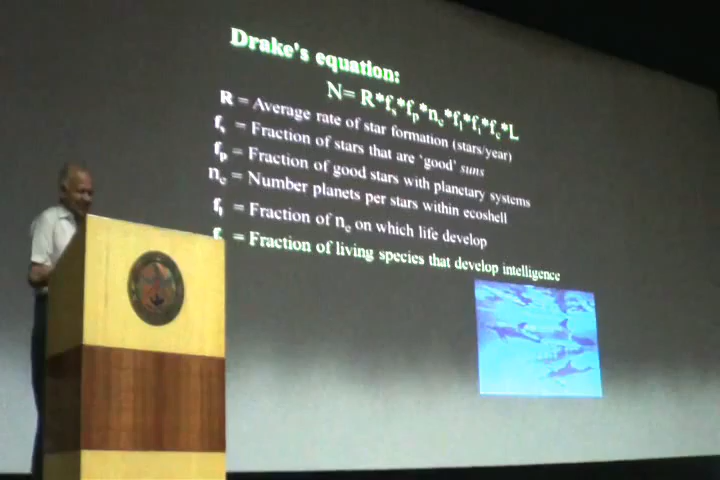 Drake's equation:
N= R*fs*fp*ne*fl*fi*fc*L
R = Average rate of star formation (stars/year)
fs = Fraction of stars that are 'good' suns
fp = Fraction of good stars with planetary systems
ne = Number planets per stars within ecoshell
fl = Fraction of ne on which life develop
f = Fraction of living species that develop intelligence